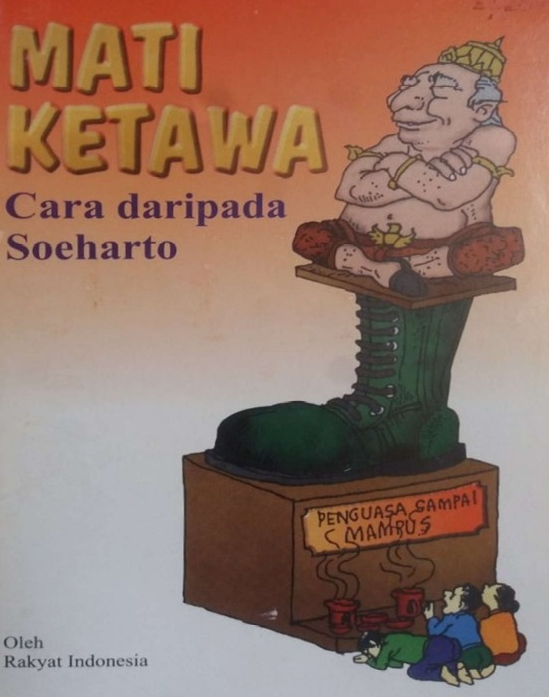 MATI
KETAWA
Cara daripada
Soeharto
PENGUASA SAMPAI
MAMPUS
Oleh
Rakyat Indonesia